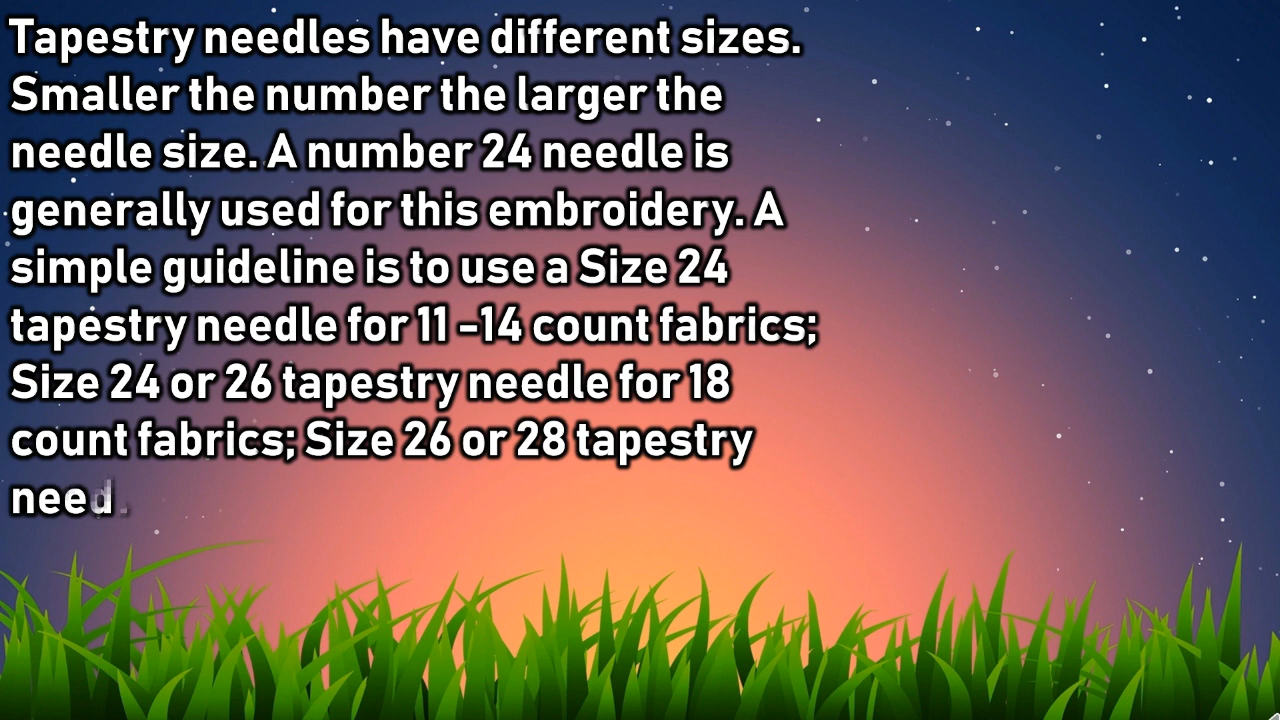 Tapestry needles have different sizes.
Smaller the number the larger the
needle size. A number 24 needle is
generally used for this embroidery. A
simple guideline is to use a Size 24
tapestry needle for 11 -14 count fabrics;
Size 24 or 26 tapestry needle for 18
count fabrics; Size 26 or 28 tapestry
need